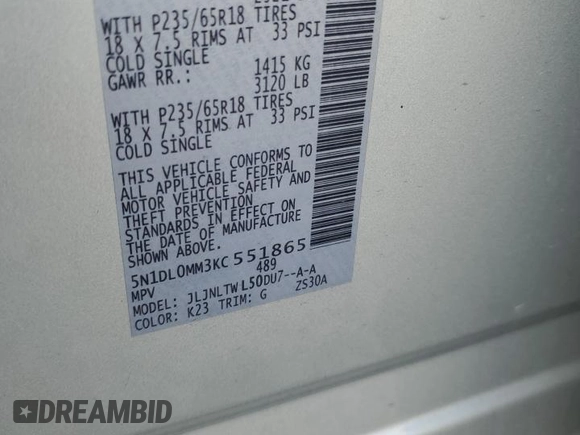 WITH P235/65R18 TIRES
18 X 7.5 RIMS AT 33 PSI
COLD SINGLE
GAWR RR.: 1415 KG
3120 LB
WITH P235/65R18 TIRES
18 X 7.5 RIMS AT 33 PSI
COLD SINGLE
THIS VEHICLE CONFORMS TO
ALL APPLICABLE FEDERAL
MOTOR VEHICLE SAFETY AND
THEFT PREVENTION
STANDARDS IN EFFECT ON
THE DATE OF MANUFACTURE
SHOWN ABOVE.
5N1DL0MM3KC551865
MPV 489
MODEL: JLJNLTWL50DU7--A-A
COLOR: K23 TRIM: G ZS30A
DREAMBID